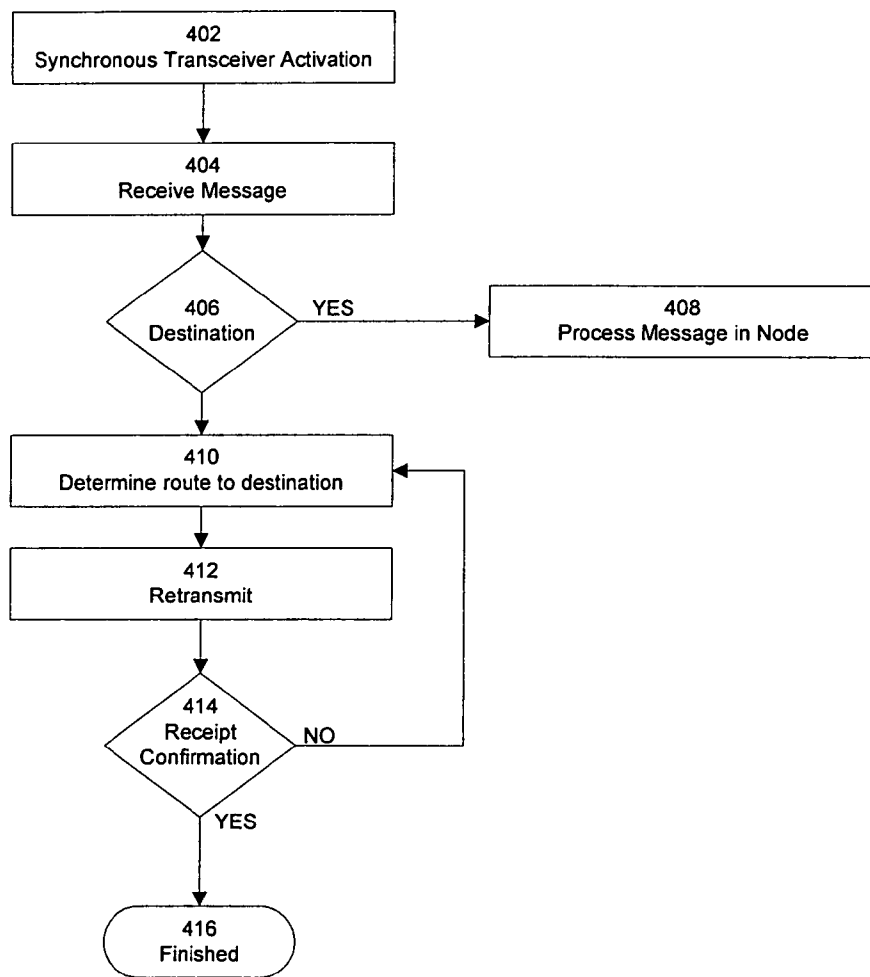 402
Synchronous Transceiver Activation
404
Receive Message
406
Destination
YES
408
Process Message in Node
410
Determine route to destination
412
Retransmit
414
Receipt
Confirmation
NO
YES
416
Finished